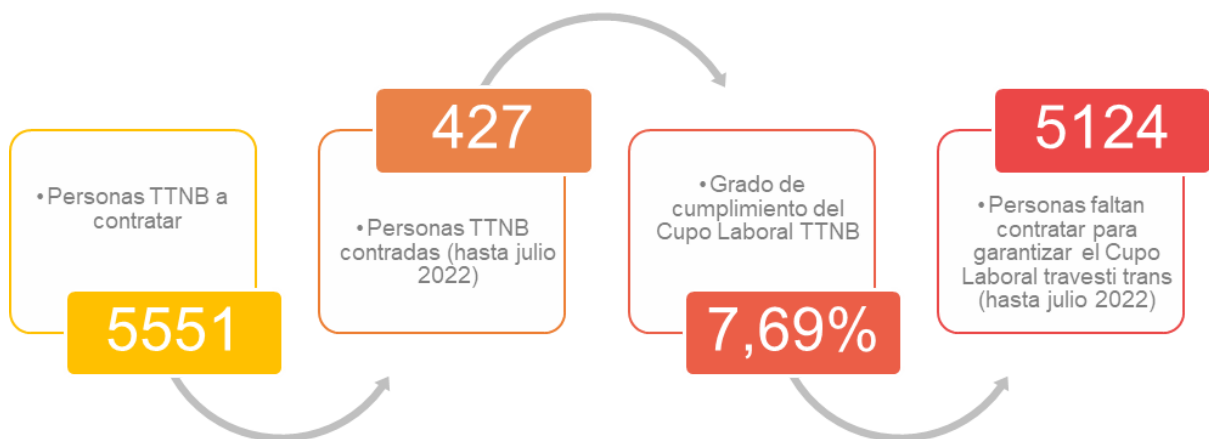 •Personas TTNB a
contratar
5551
427
•Personas TTNB
contradas (hasta julio
2022)
•Grado de
cumplimiento del
Cupo Laboral TTNB
7,69%
5124
•Personas faltan
contratar para
garantizar el Cupo
Laboral travesti trans
(hasta julio 2022)